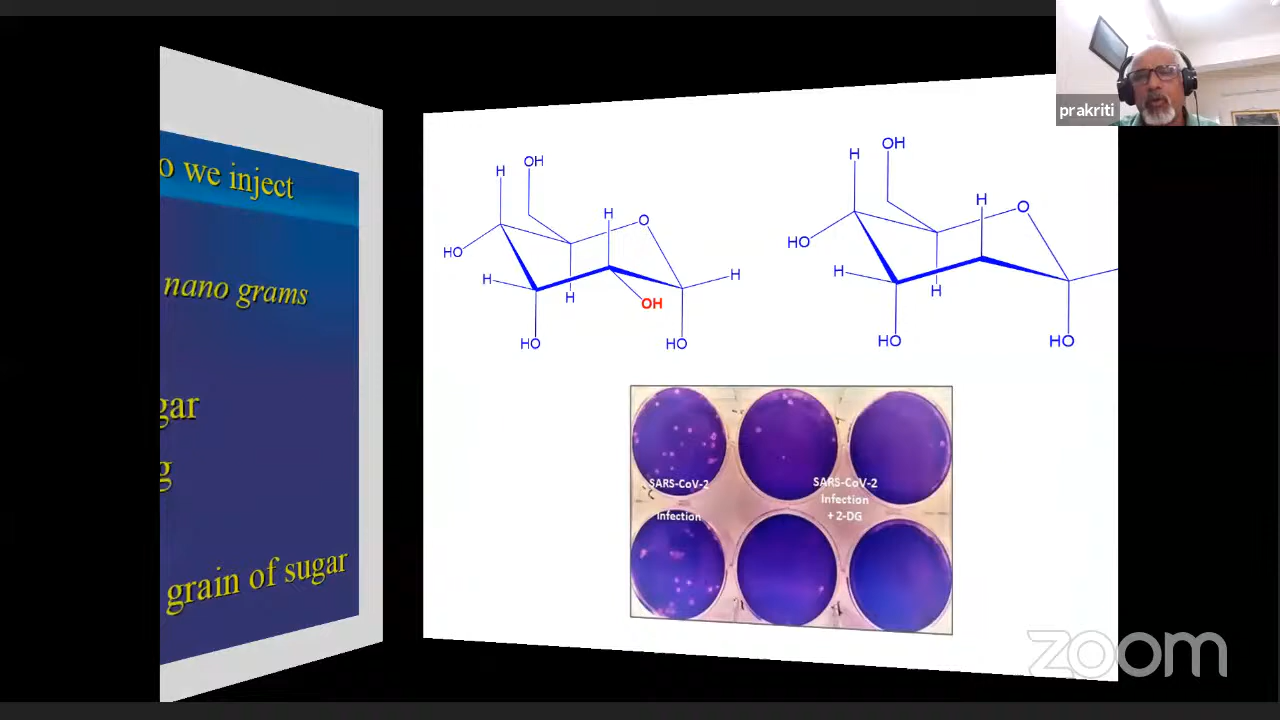 o we inject
nano grams
gar
g
grain of sugar
OH
H
O
H
HO
H
H
H
OH
HO
HO
OH
H
H
O
HO
H
H
HO
HO
SARS-CoV-2
Infection
SARS-CoV-2
Infection
+ 2-DG
prakriti
zoom